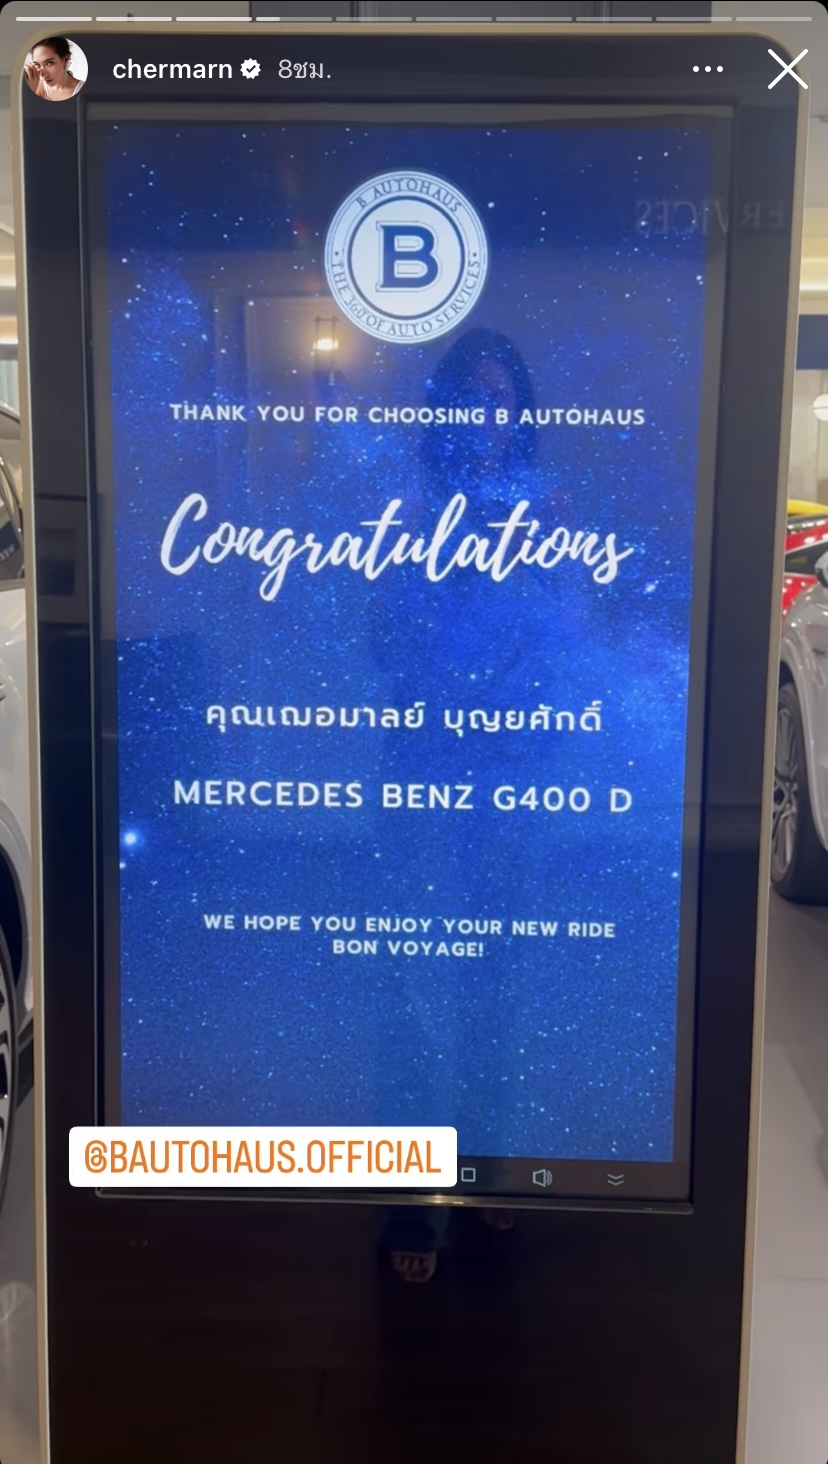 chermarn 8ชม.
B AUTOHAUS
B
•THE 360°OF AUTO SERVICES•
THANK YOU FOR CHOOSING B AUTOHAUS
Congratulations
คุณเฌอมาลย์ บุญยศักดิ์
MERCEDES BENZ G400 D
WE HOPE YOU ENJOY YOUR NEW RIDE
BON VOYAGE!
@BAUTOHAUS.OFFICIAL